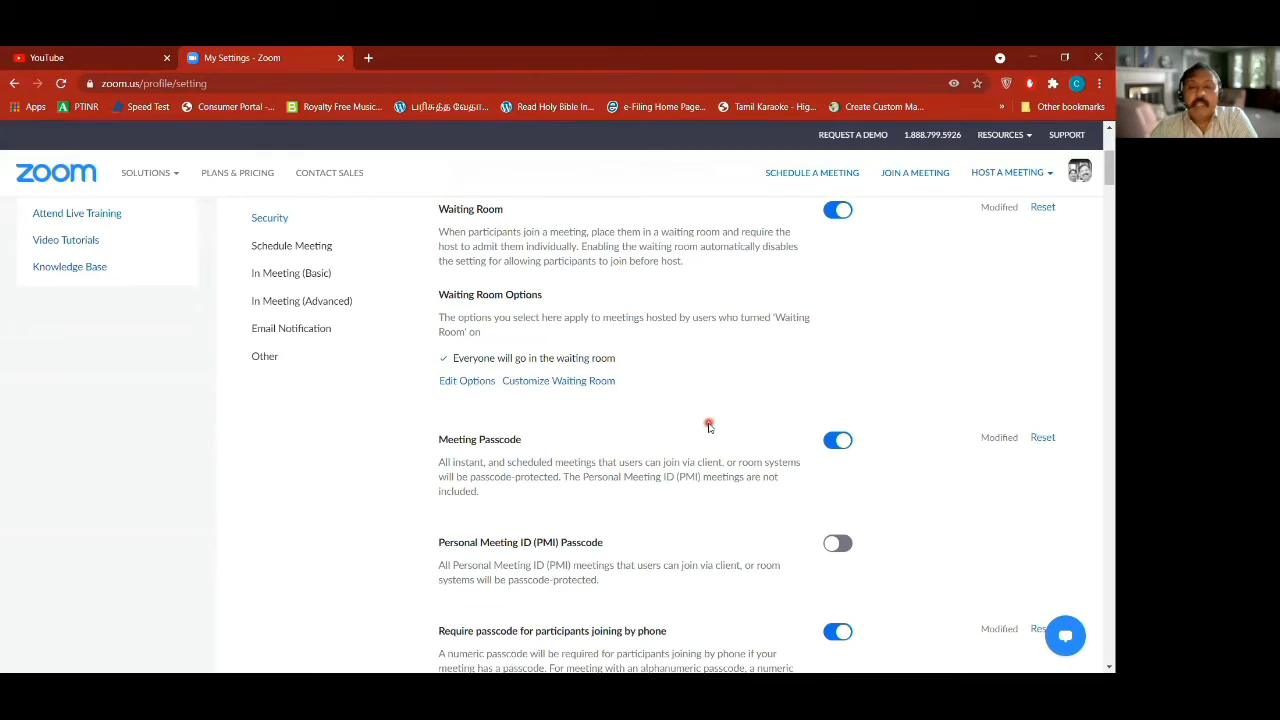 YouTube
My Settings - Zoom
zoom.us/profile/setting
Apps PTINR Speed Test Consumer Portal -... Royalty Free Music... பரிசுத்த வேதா... Read Holy Bible In... e-Filing Home Page... Tamil Karaoke - Hig... Create Custom Ma... » Other bookmarks
REQUEST A DEMO 1.888.799.5926 RESOURCES SUPPORT
zoom SOLUTIONS PLANS & PRICING CONTACT SALES SCHEDULE A MEETING JOIN A MEETING HOST A MEETING
Attend Live Training
Video Tutorials
Knowledge Base
Security
Schedule Meeting
In Meeting (Basic)
In Meeting (Advanced)
Email Notification
Other
Waiting Room Modified Reset
When participants join a meeting, place them in a waiting room and require the
host to admit them individually. Enabling the waiting room automatically disables
the setting for allowing participants to join before host.
Waiting Room Options
The options you select here apply to meetings hosted by users who turned 'Waiting
Room' on
Everyone will go in the waiting room
Edit Options Customize Waiting Room
Meeting Passcode Modified Reset
All instant, and scheduled meetings that users can join via client, or room systems
will be passcode-protected. The Personal Meeting ID (PMI) meetings are not
included.
Personal Meeting ID (PMI) Passcode
All Personal Meeting ID (PMI) meetings that users can join via client, or room
systems will be passcode-protected.
Require passcode for participants joining by phone Modified Res
A numeric passcode will be required for participants joining by phone if your
meeting has a passcode. For meeting with an alphanumeric passcode, a numeric